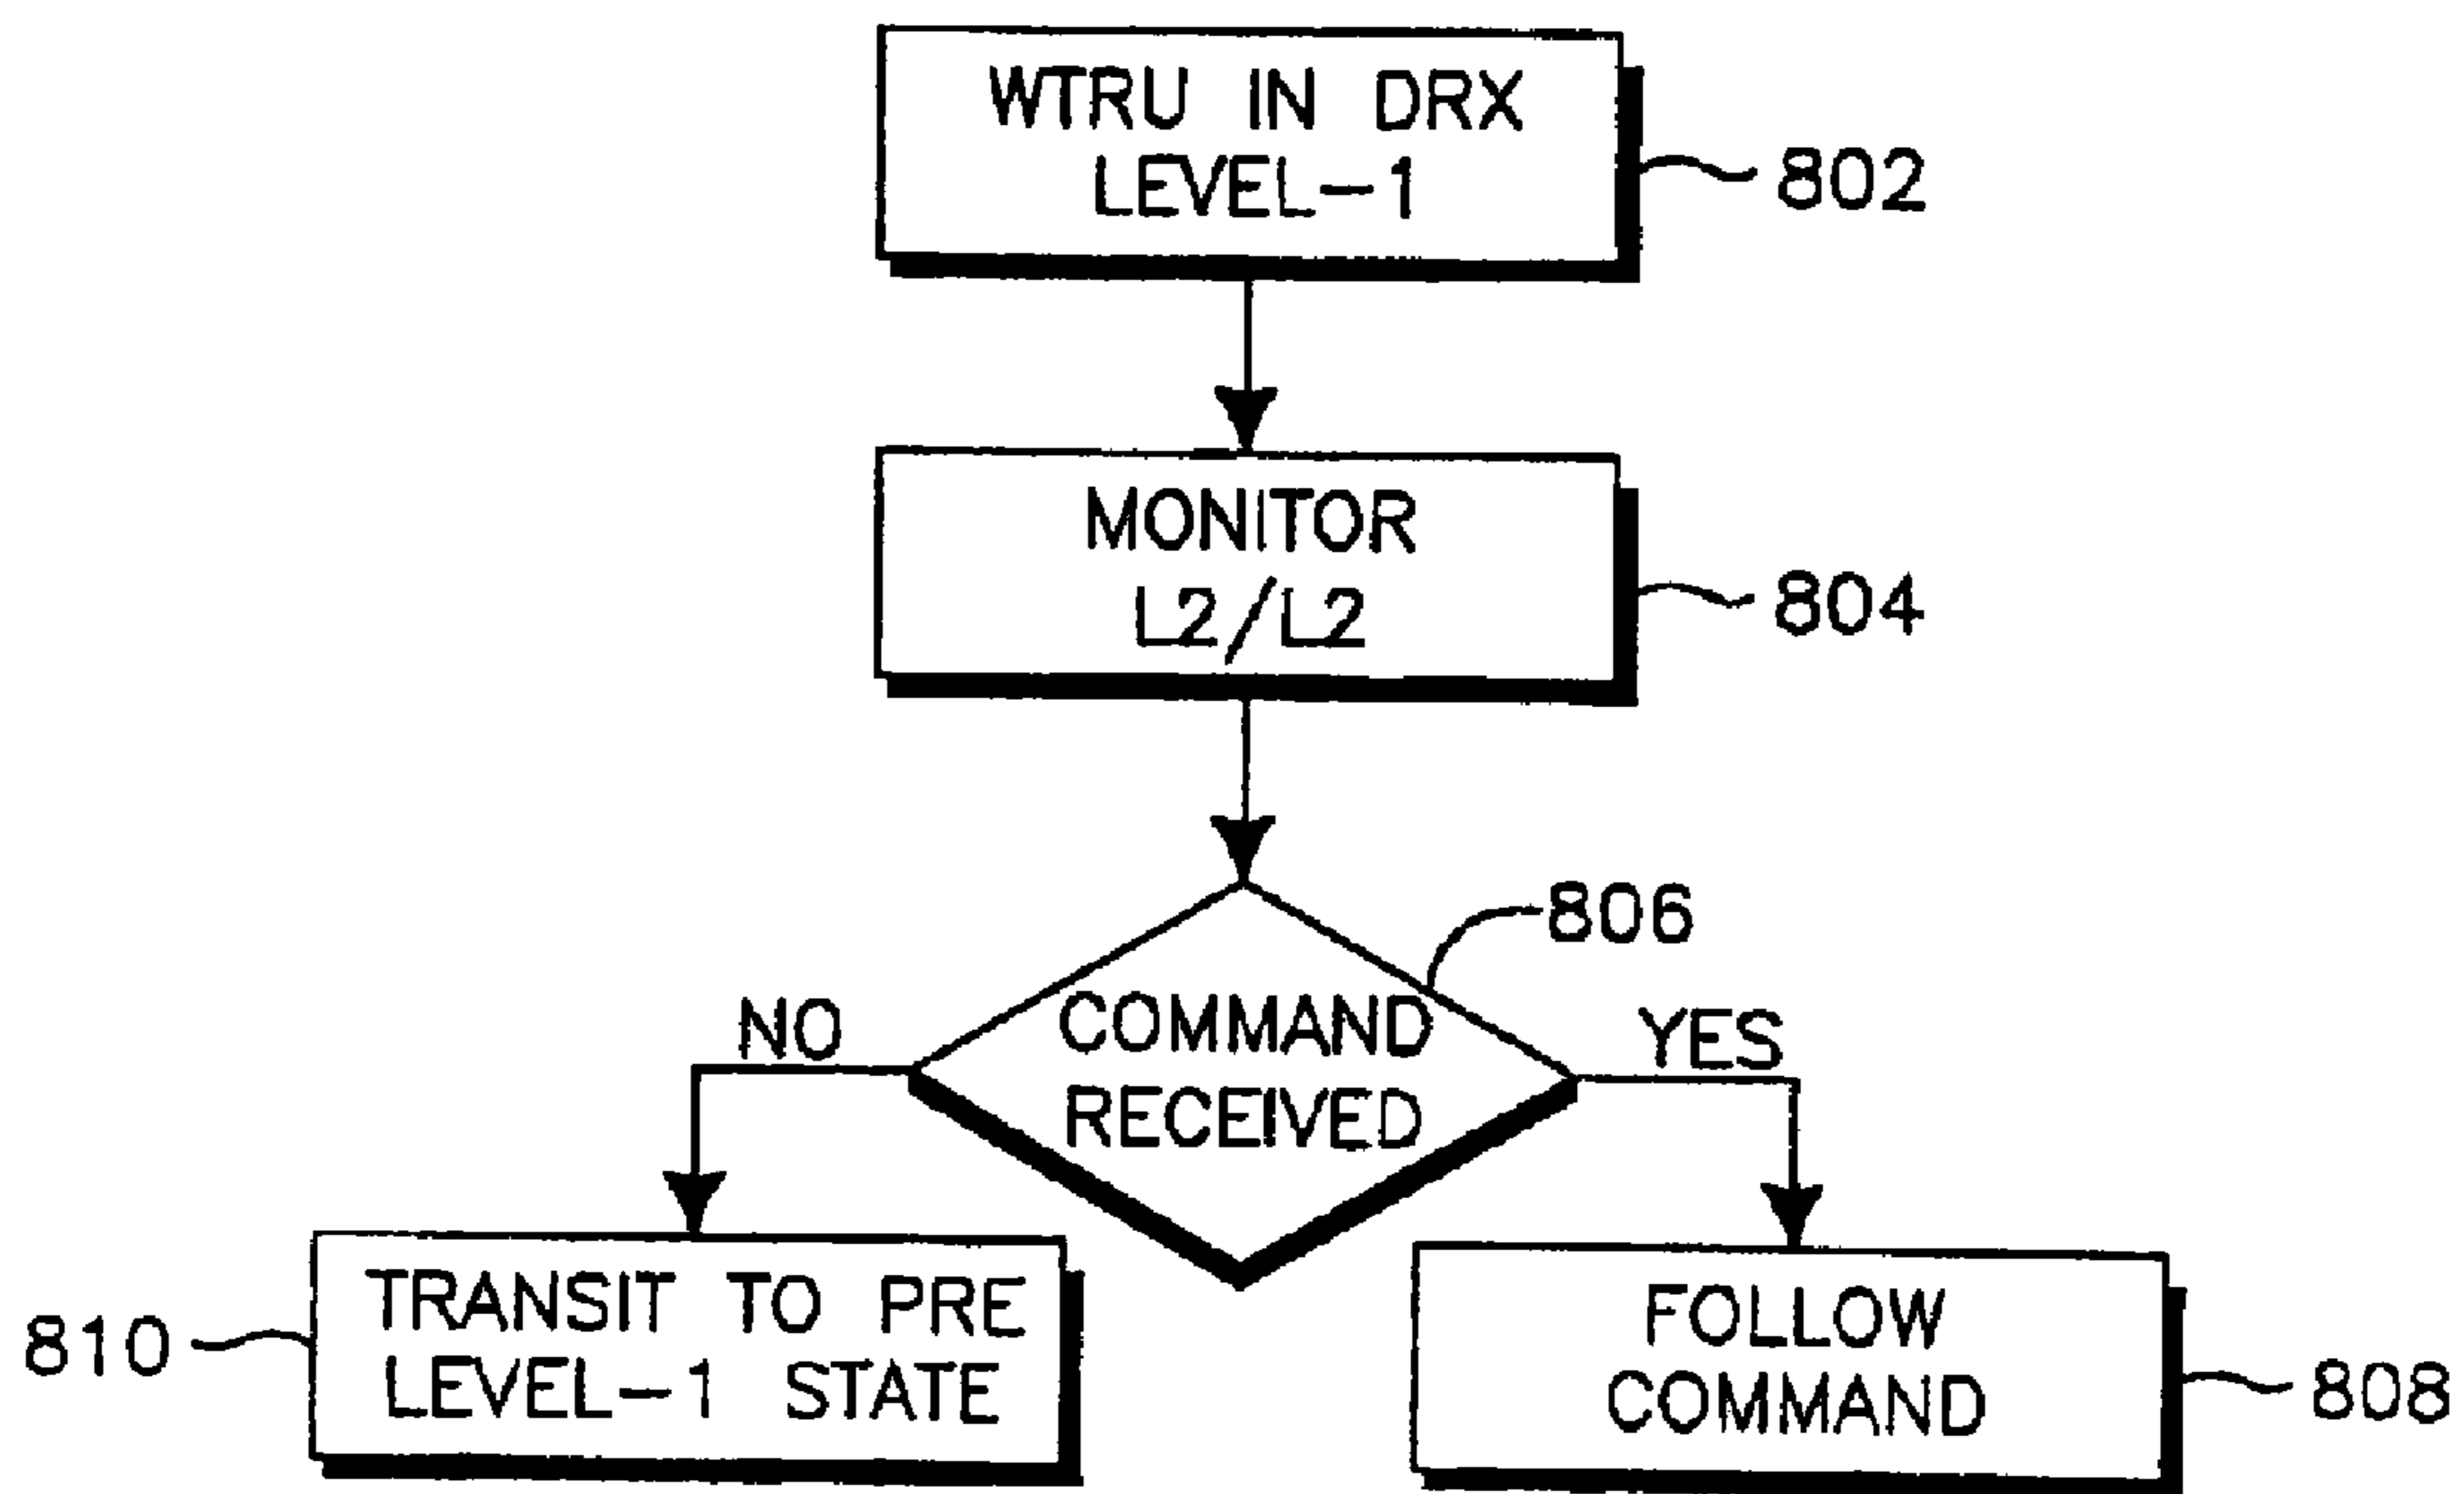 WTRU IN DRX
LEVEL-1
802
MONITOR
L2/L2
804
806
COMMAND
RECEIVED
NO
YES
TRANSIT TO PRE
LEVEL-1 STATE
810
FOLLOW
COMMAND
808